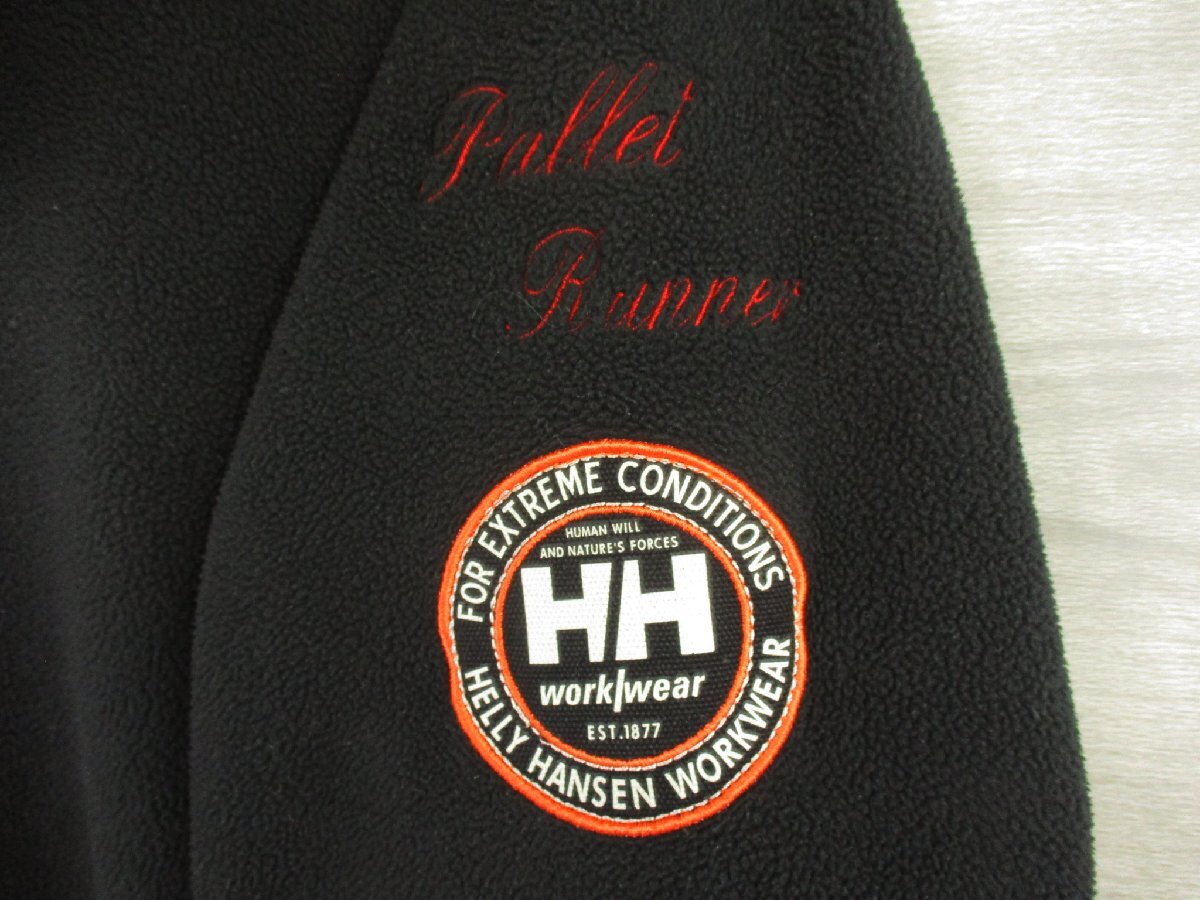 Pallet
Runner
FOR EXTREME CONDITIONS
HUMAN WILL
AND NATURE'S FORCES
HH
work/wear
EST.1877
HELLY HANSEN WORKWEAR